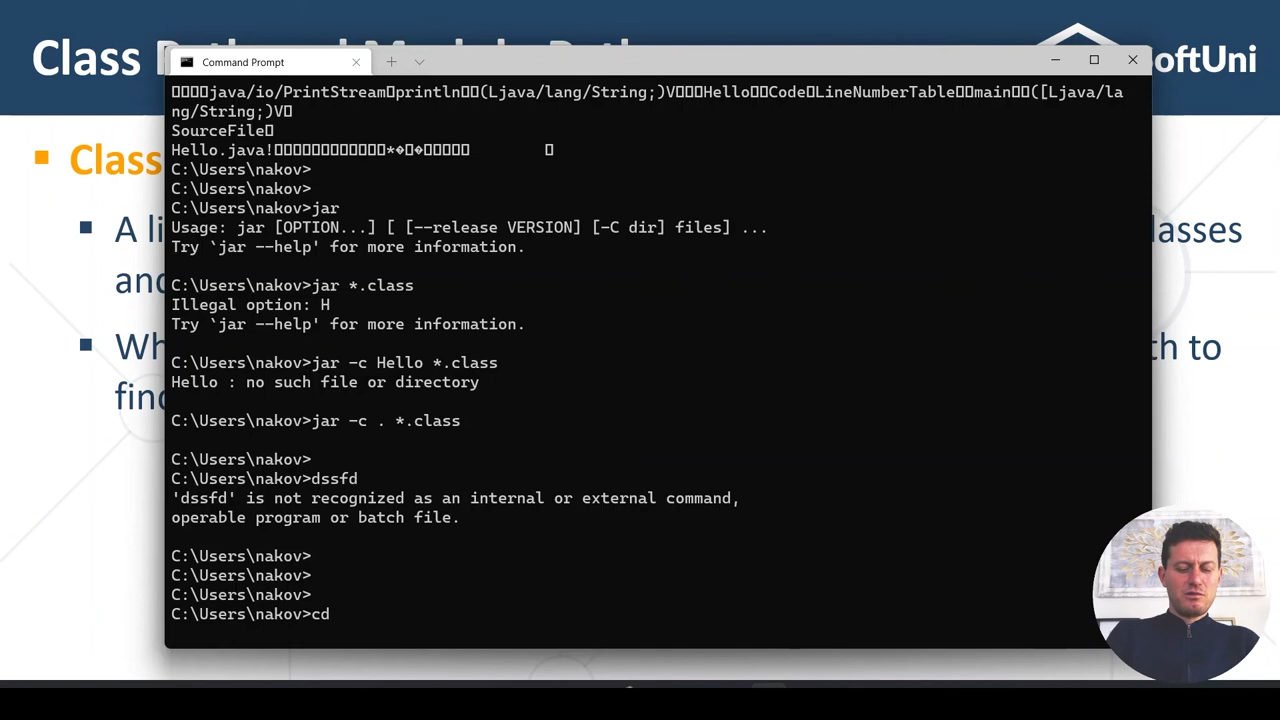 Class
oftUni
Command Prompt
java/io/PrintStream println (Ljava/lang/String;)V Hello Code LineNumberTable main ([Ljava/la
ng/String;)V
SourceFile
Hello.java!
C:\Users\nakov>
C:\Users\nakov>
C:\Users\nakov>jar
Usage: jar [OPTION...] [ [--release VERSION] [-C dir] files] ...
Try `jar --help' for more information.
C:\Users\nakov>jar *.class
Illegal option: H
Try `jar --help' for more information.
C:\Users\nakov>jar -c Hello *.class
Hello : no such file or directory
C:\Users\nakov>jar -c . *.class
C:\Users\nakov>
C:\Users\nakov>dssfd
'dssfd' is not recognized as an internal or external command,
operable program or batch file.
C:\Users\nakov>
C:\Users\nakov>
C:\Users\nakov>
C:\Users\nakov>cd
Class
A li
lasses
and
Wh
th to
find